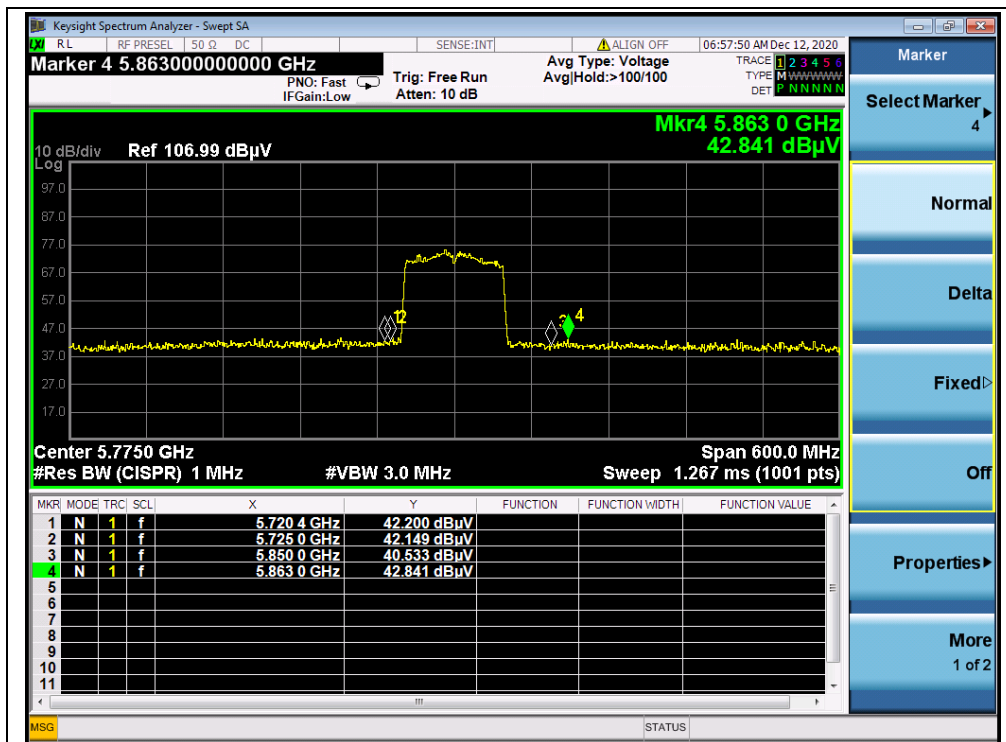 Keysight Spectrum Analyzer - Swept SA
LXI RL RF PRESEL 50 Ω DC SENSE:INT ALIGN OFF 06:57:50 AM Dec 12, 2020
Marker 4 5.863000000000 GHz
PNO: Fast
IFGain:Low
Trig: Free Run
Atten: 10 dB
Avg Type: Voltage
Avg|Hold:>100/100
TRACE 1 2 3 4 5 6
TYPE M WWWWW
DET P N N N N N
Mkr4 5.863 0 GHz
42.841 dBµV
10 dB/div Ref 106.99 dBµV
Log
97.0
87.0
77.0
67.0
57.0
47.0
37.0
27.0
17.0
1 2 3 4
Center 5.7750 GHz Span 600.0 MHz
#Res BW (CISPR) 1 MHz #VBW 3.0 MHz Sweep 1.267 ms (1001 pts)
MKR MODE TRC SCL X Y FUNCTION FUNCTION WIDTH FUNCTION VALUE
1 N 1 f 5.720 4 GHz 42.200 dBµV
2 N 1 f 5.725 0 GHz 42.149 dBµV
3 N 1 f 5.850 0 GHz 40.533 dBµV
4 N 1 f 5.863 0 GHz 42.841 dBµV
5
6
7
8
9
10
11
MSG STATUS
Marker
Select Marker
4
Normal
Delta
Fixed
Off
Properties
More
1 of 2